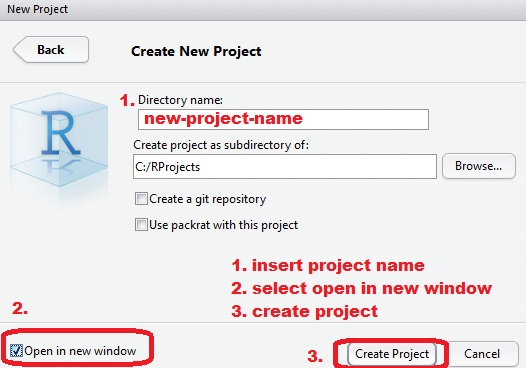 New Project
Back
Create New Project
R
1. Directory name:
new-project-name
Create project as subdirectory of:
C:/RProjects
Browse...
Create a git repository
Use packrat with this project
1. insert project name
2. select open in new window
3. create project
2.
Open in new window
3. Create Project
Cancel